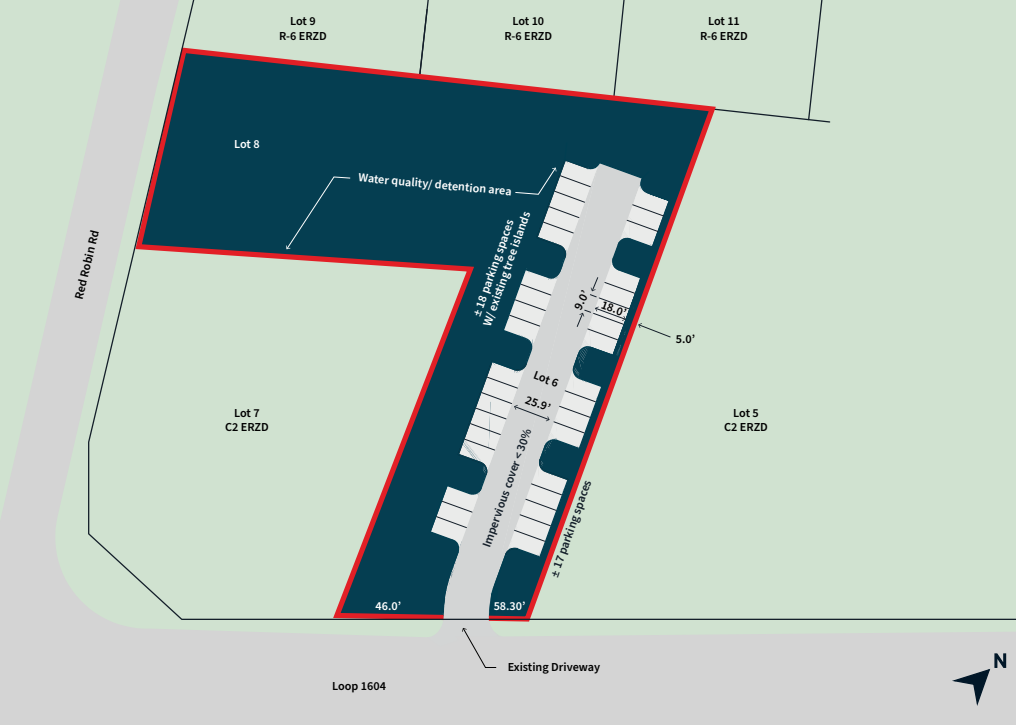 Lot 9
R-6 ERZD
Lot 10
R-6 ERZD
Lot 11
R-6 ERZD
Lot 8
Water quality/ detention area
± 18 parking spaces
W/ existing tree islands
Red Robin Rd
9.0’
18.0’
5.0’
Lot 6
25.9’
Lot 7
C2 ERZD
Lot 5
C2 ERZD
Impervious cover < 30%
± 17 parking spaces
46.0’
58.30’
Existing Driveway
Loop 1604
N